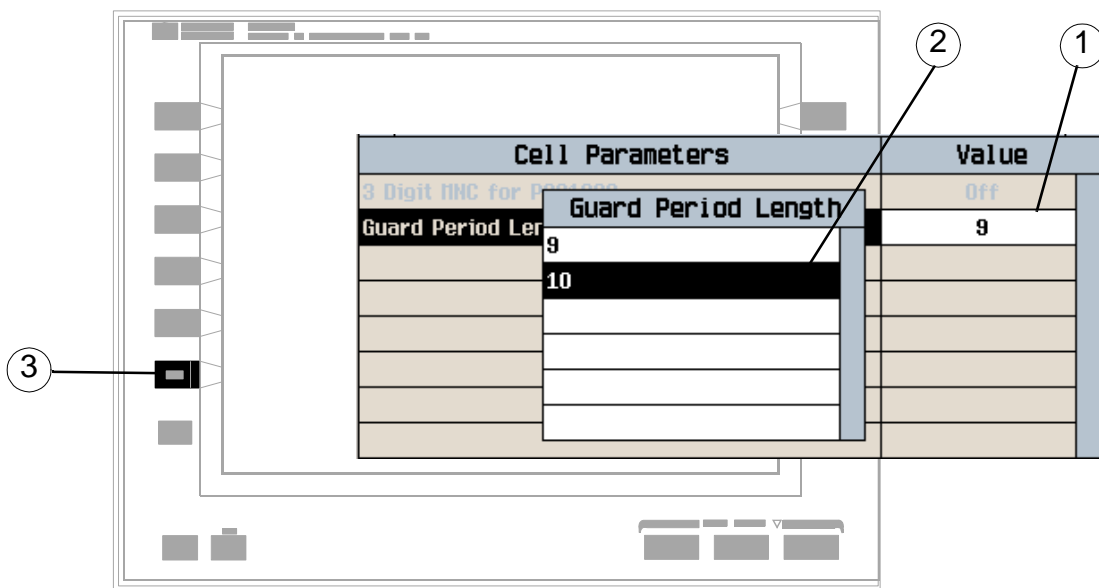 2
1
Cell Parameters Value
3 Digit MNC for Off
Guard Period Length
Guard Period Ler 9
9
10
3